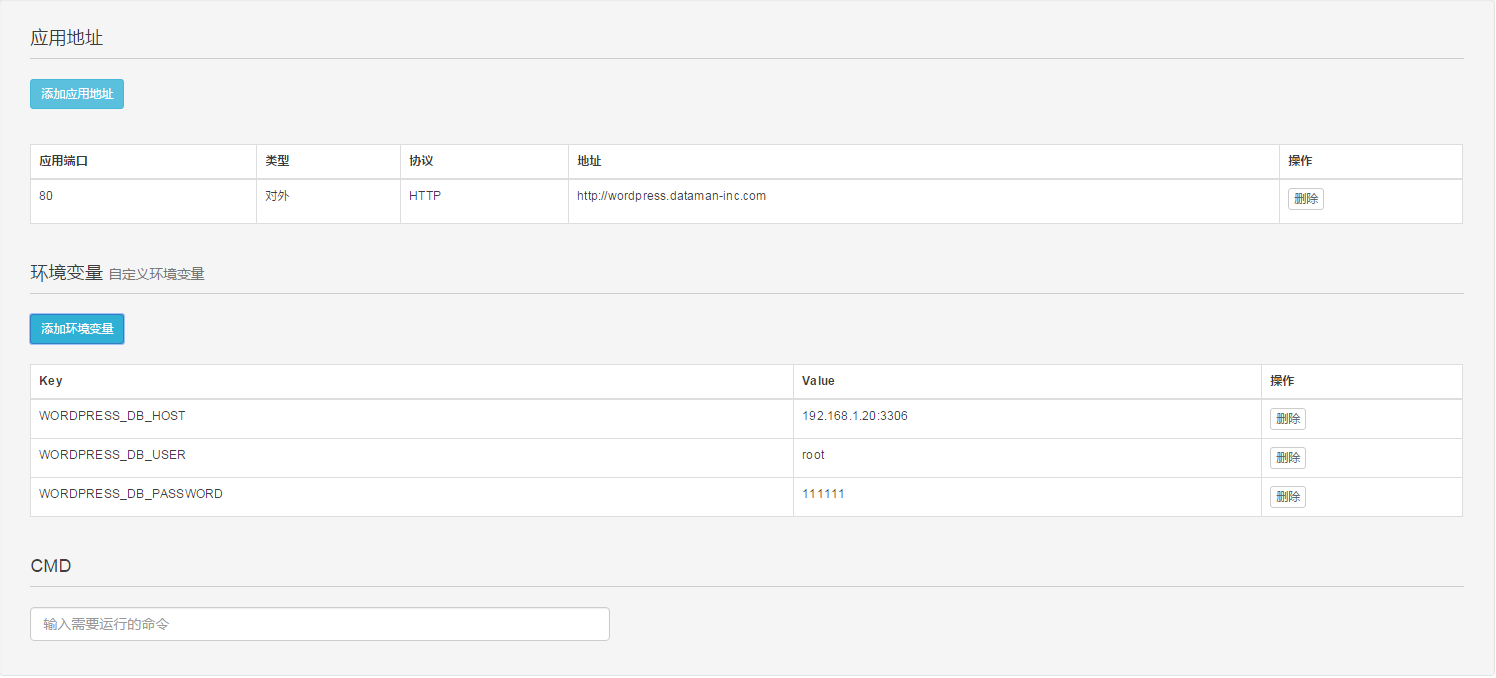 应用地址
添加应用地址
应用端口 类型 协议 地址 操作
80 对外 HTTP http://wordpress.dataman-inc.com 删除
环境变量 自定义环境变量
添加环境变量
Key Value 操作
WORDPRESS_DB_HOST 192.168.1.20:3306 删除
WORDPRESS_DB_USER root 删除
WORDPRESS_DB_PASSWORD 111111 删除
CMD
输入需要运行的命令